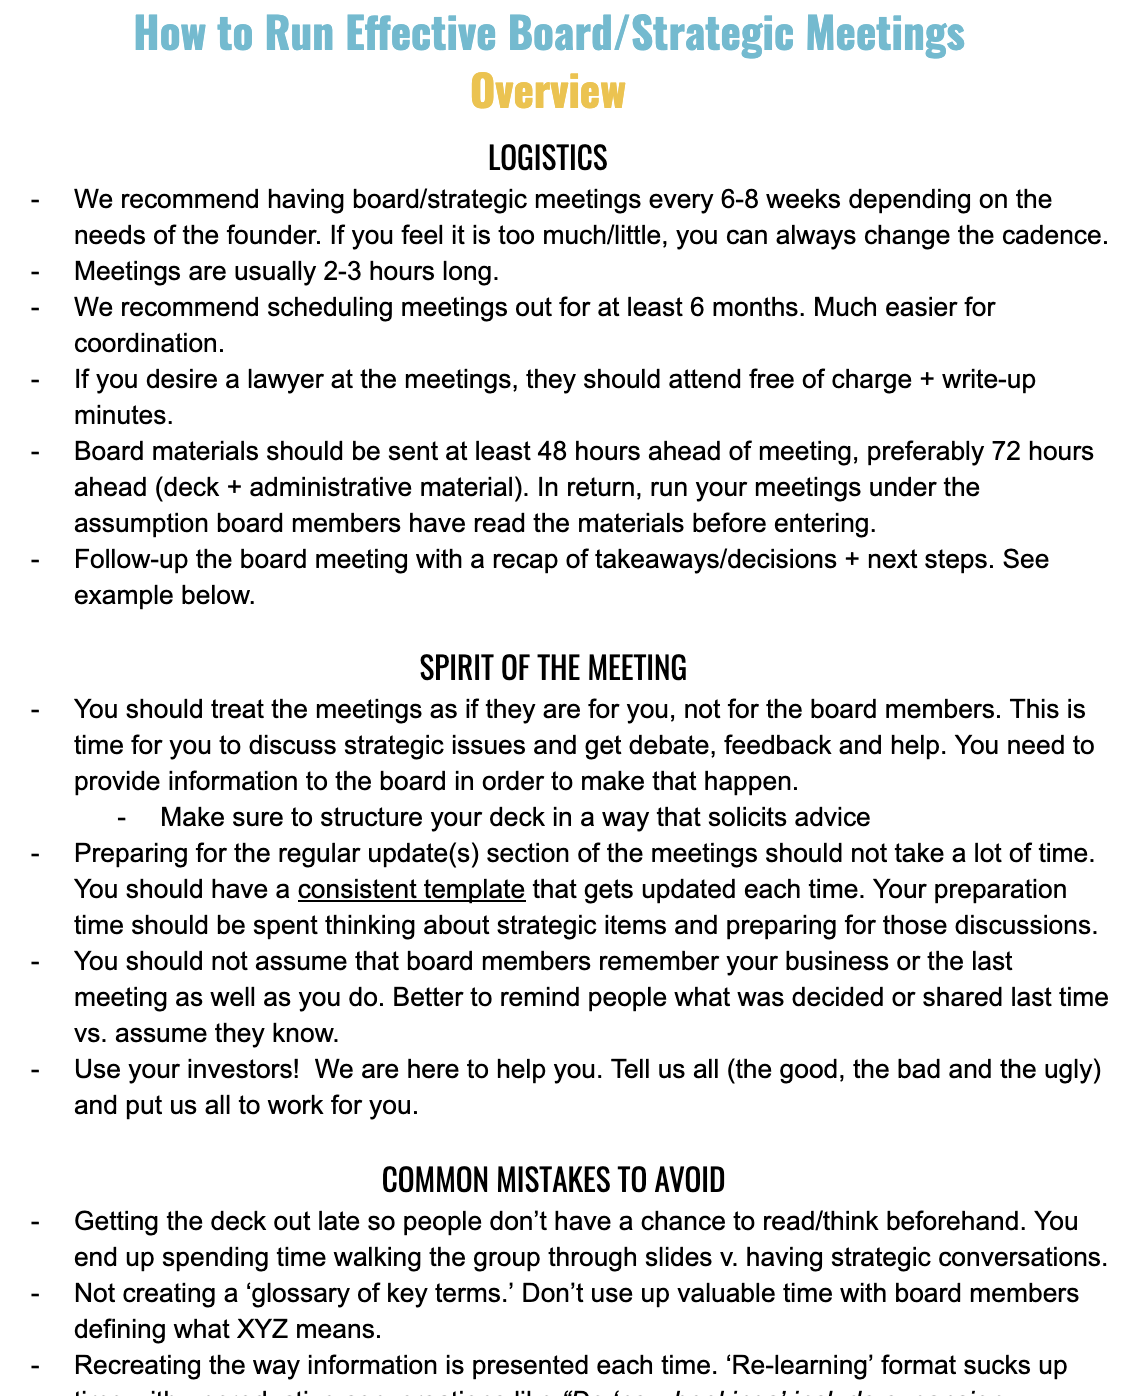 How to Run Effective Board/Strategic Meetings
Overview
LOGISTICS
- We recommend having board/strategic meetings every 6-8 weeks depending on the
needs of the founder. If you feel it is too much/little, you can always change the cadence.
- Meetings are usually 2-3 hours long.
- We recommend scheduling meetings out for at least 6 months. Much easier for
coordination.
- If you desire a lawyer at the meetings, they should attend free of charge + write-up
minutes.
- Board materials should be sent at least 48 hours ahead of meeting, preferably 72 hours
ahead (deck + administrative material). In return, run your meetings under the
assumption board members have read the materials before entering.
- Follow-up the board meeting with a recap of takeaways/decisions + next steps. See
example below.
SPIRIT OF THE MEETING
- You should treat the meetings as if they are for you, not for the board members. This is
time for you to discuss strategic issues and get debate, feedback and help. You need to
provide information to the board in order to make that happen.
- Make sure to structure your deck in a way that solicits advice
- Preparing for the regular update(s) section of the meetings should not take a lot of time.
You should have a consistent template that gets updated each time. Your preparation
time should be spent thinking about strategic items and preparing for those discussions.
- You should not assume that board members remember your business or the last
meeting as well as you do. Better to remind people what was decided or shared last time
vs. assume they know.
- Use your investors!  We are here to help you. Tell us all (the good, the bad and the ugly)
and put us all to work for you.
COMMON MISTAKES TO AVOID
- Getting the deck out late so people don’t have a chance to read/think beforehand. You
end up spending time walking the group through slides v. having strategic conversations.
- Not creating a ‘glossary of key terms.’ Don’t use up valuable time with board members
defining what XYZ means.
- Recreating the way information is presented each time. ‘Re-learning’ format sucks up